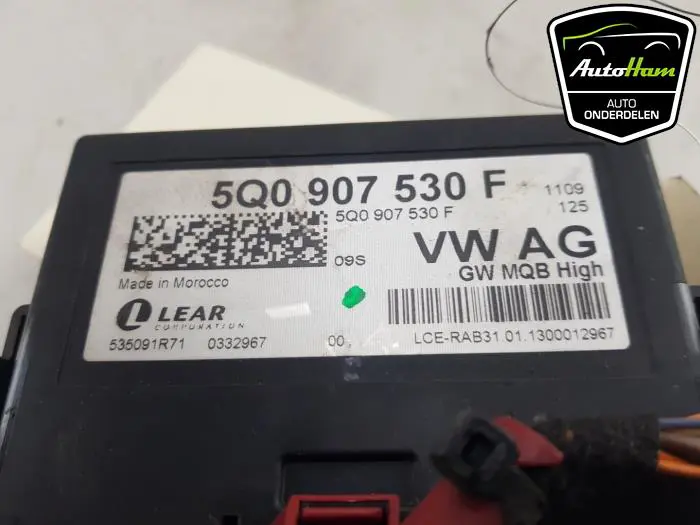 AutoHam
AUTO
ONDERDELEN
5Q0 907 530 F
1109
5Q0 907 530 F
125
09S
VW AG
Made in Morocco
GW MQB High
LEAR
CORPORATION
535091R71 0332967 00
LCE-RAB31.01.1300012967